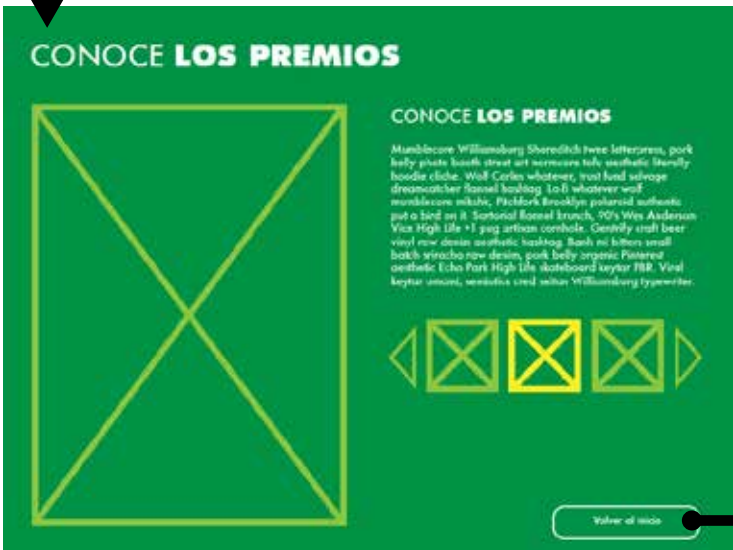 CONOCE LOS PREMIOS
CONOCE LOS PREMIOS
Mumblecore Williamsburg Shoreditch twee letterpress, pork
belly photo booth street art normcore tofu aesthetic literally
hoodie cliche. Wolf Carles whatever, trust fund selvage
dreamcatcher flannel hashtag. Lo-fi whatever wolf
mumblecore mlkshk, Pitchfork Brooklyn polaroid authentic
put a bird on it. Sartorial flannel brunch, 90's Wes Anderson
Vice High Life +1 pug artisan cornhole. Gentrify craft beer
vinyl raw denim aesthetic hashtag. Banh mi bitters small
batch sriracha raw denim, pork belly organic Pinterest
aesthetic Echo Park High Life skateboard keytar PBR. Viral
keytar umami, semiotics cred seitan Williamsburg typewriter.
Volver al inicio